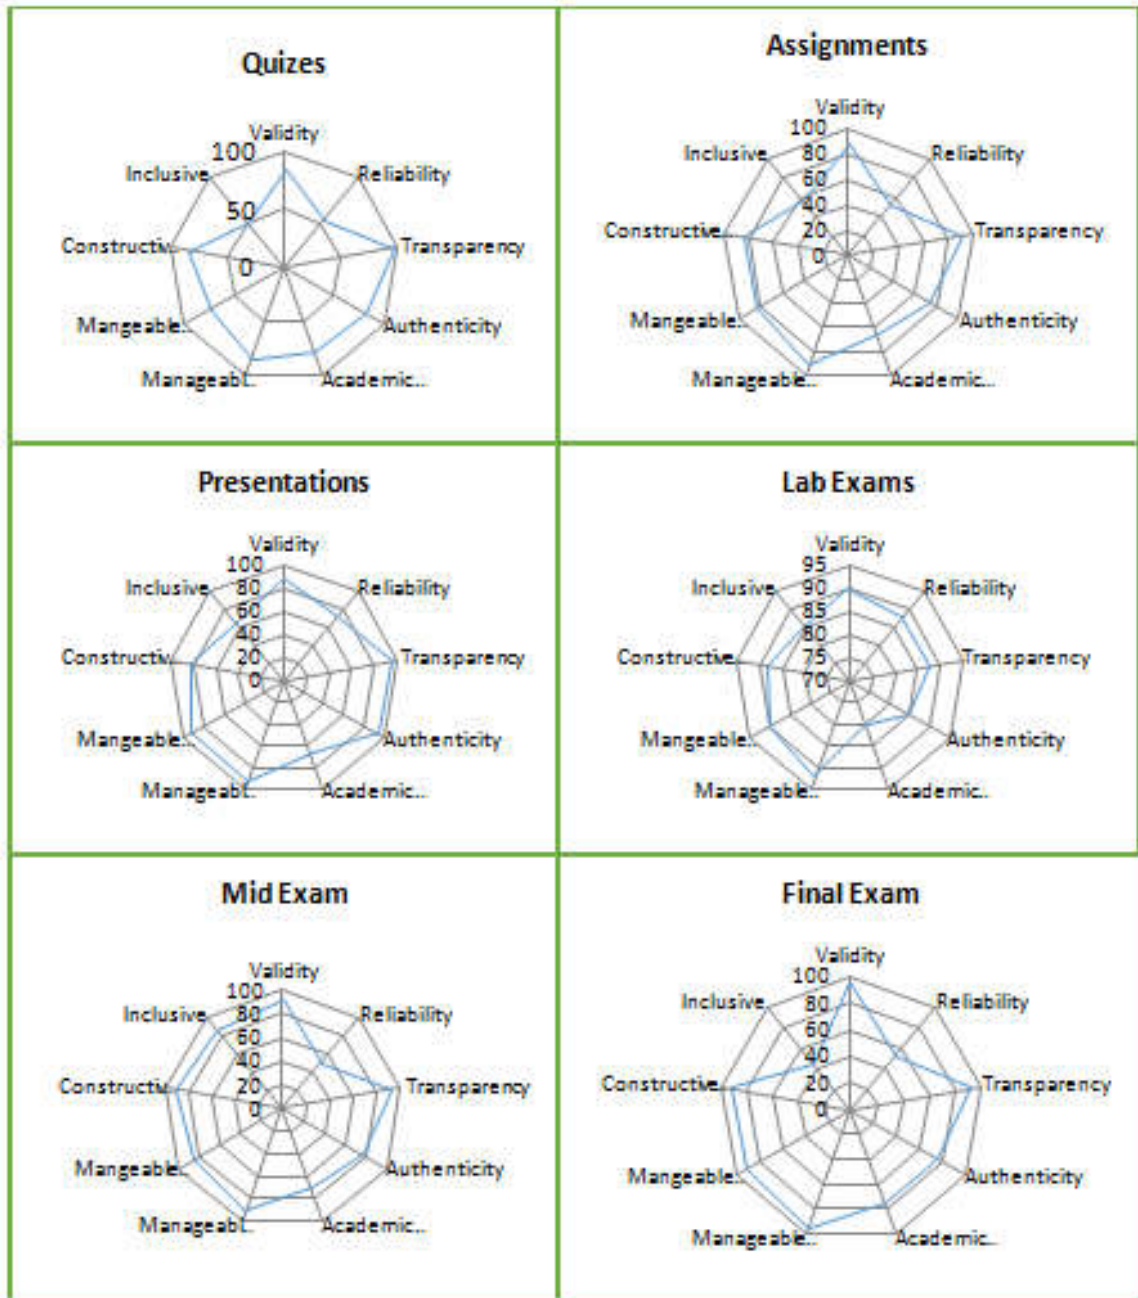 Quizes
Validity
100
Inclusive
Reliability
50
Constructiv..
Transparency
0
Mangeable..
Authenticity
Manageabl..
Academic...
Assignments
Validity
100
80
Inclusive
Reliability
60
40
Constructive..
Transparency
20
0
Mangeable..
Authenticity
Manageable..
Academic...
Presentations
Validity
100
Inclusive
80
Reliability
60
40
Constructiv..
20
Transparency
0
Mangeable..
Authenticity
Manageabl..
Academic...
Lab Exams
Validity
95
Inclusive
90
Reliability
85
80
Constructive..
75
Transparency
70
Mangeable..
Authenticity
Manageable..
Academic...
Mid Exam
Validity
100
Inclusive
80
Reliability
60
40
Constructiv..
20
Transparency
0
Mangeable..
Authenticity
Manageabl..
Academic...
Final Exam
Validity
100
Inclusive
80
Reliability
60
40
Constructive
20
Transparency
0
Mangeable..
Authenticity
Manageable..
Academic...